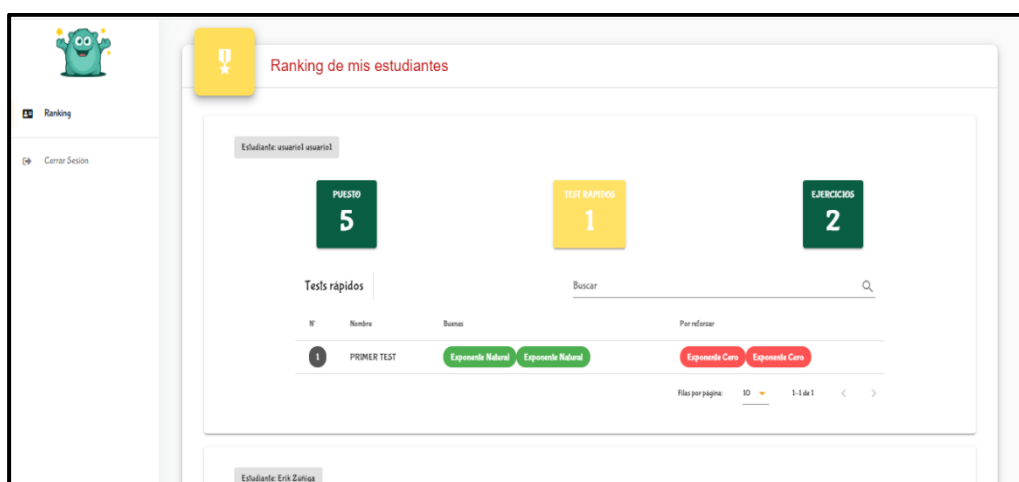 Ranking de mis estudiantes
Ranking
Cerrar Sesión
Estudiante: usuario1 usuario1
PUESTO
5
TEST RÁPIDOS
1
EJERCICIOS
2
Tests rápidos
Buscar
N° Nombre Buenas Por reforzar
1 PRIMER TEST Exponente Natural Exponente Natural Exponente Cero Exponente Cero
Filas por página: 10 1-1 de 1
Estudiante: Erik Zúñiga